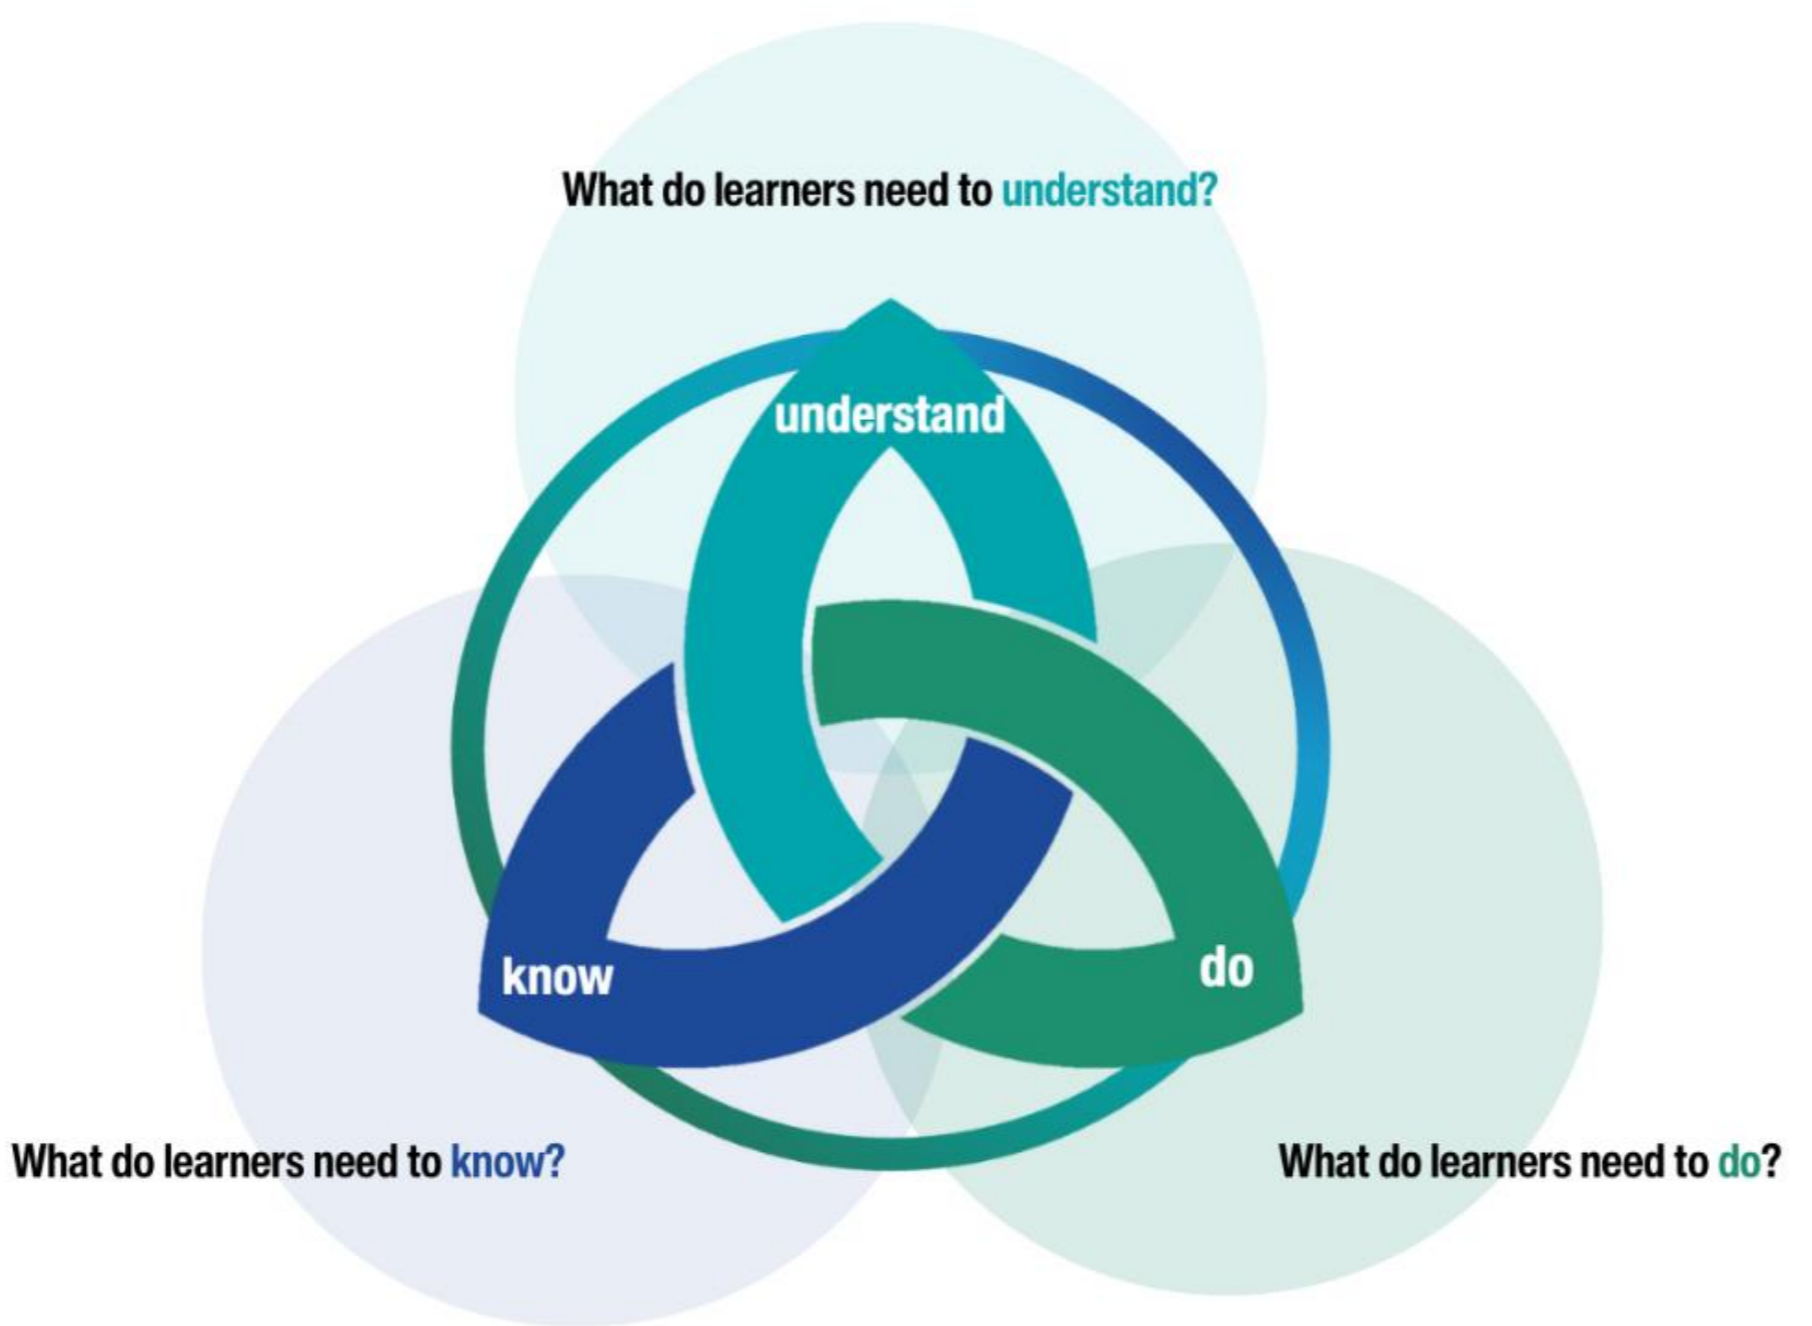 What do learners need to understand?
understand
know
do
What do learners need to know?
What do learners need to do?